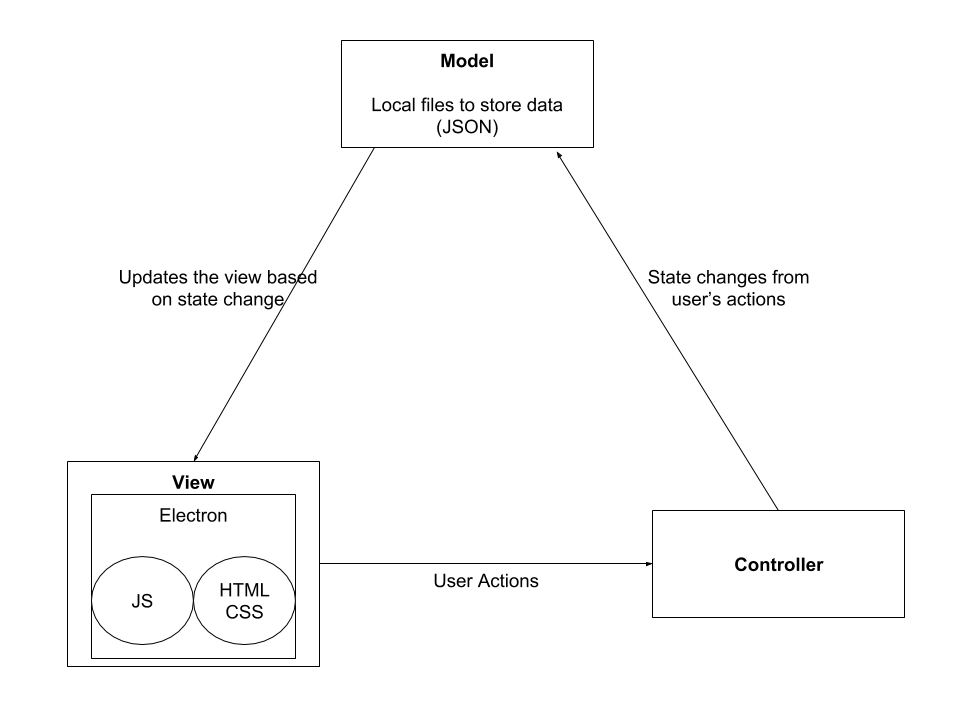 Model
Local files to store data
(JSON)
Updates the view based
on state change
State changes from
user's actions
View
Electron
JS
HTML
CSS
User Actions
Controller